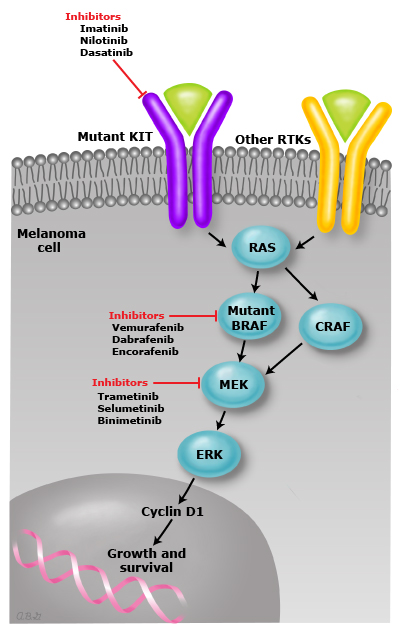 Inhibitors
Imatinib
Nilotinib
Dasatinib
Mutant KIT
Other RTKs
Melanoma
cell
RAS
Inhibitors
Vemurafenib
Dabrafenib
Encorafenib
Mutant
BRAF
CRAF
Inhibitors
Trametinib
Selumetinib
Binimetinib
MEK
ERK
Cyclin D1
Growth and
survival